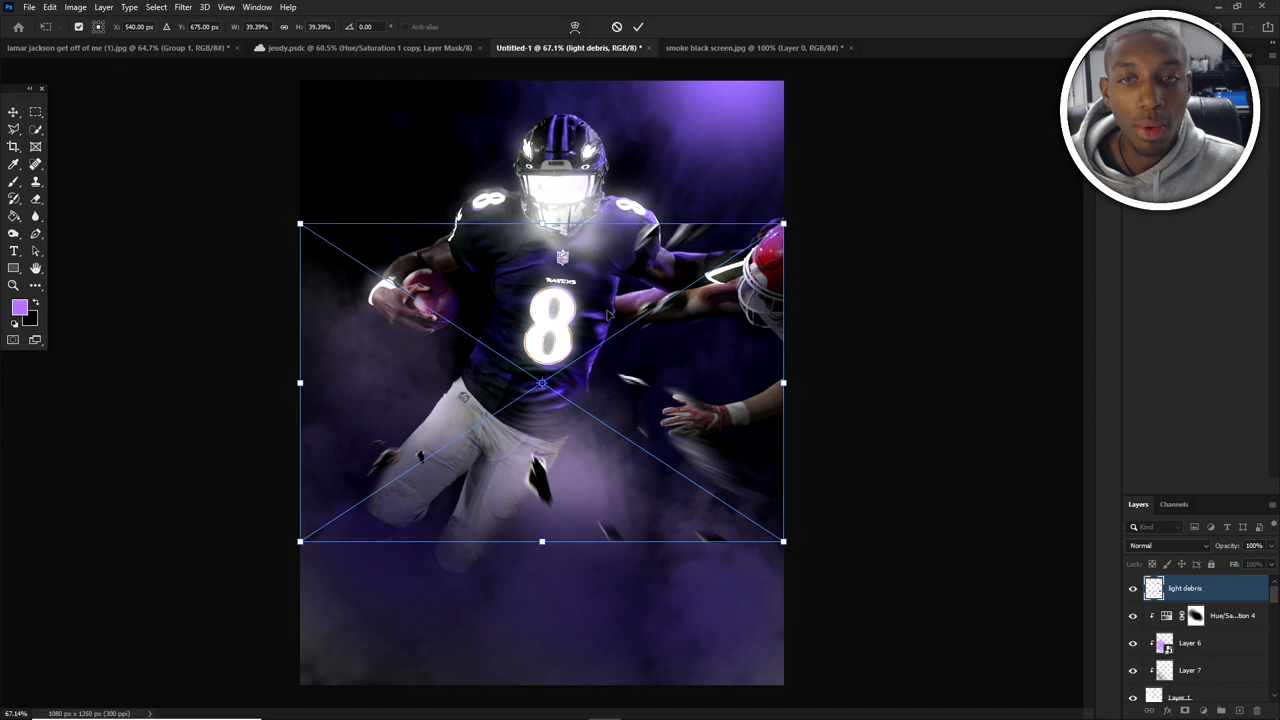 Ps File Edit Image Layer Type Select Filter 3D View Window Help
X: 540.00 px Y: 675.00 px W: 39.39% H: 39.39% 0.00 Anti-alias
lamar jackson get off of me (1).jpg @ 64.7% (Group 1, RGB/8#) * × jeudy.psdc @ 60.5% (Hue/Saturation 1 copy, Layer Mask/8) × Untitled-1 @ 67.1% (light debris, RGB/8) * × smoke black screen.jpg @ 100% (Layer 0, RGB/8#) * ×
8
8
RAVENS
8
NFL
Layers Channels
Kind
Normal Opacity: 100%
Lock: Fill: 100%
light debris
Hue/Sa...tion 4
Layer 6
Layer 7
Layer 1
67.14% 1080 px x 1350 px (300 ppi)